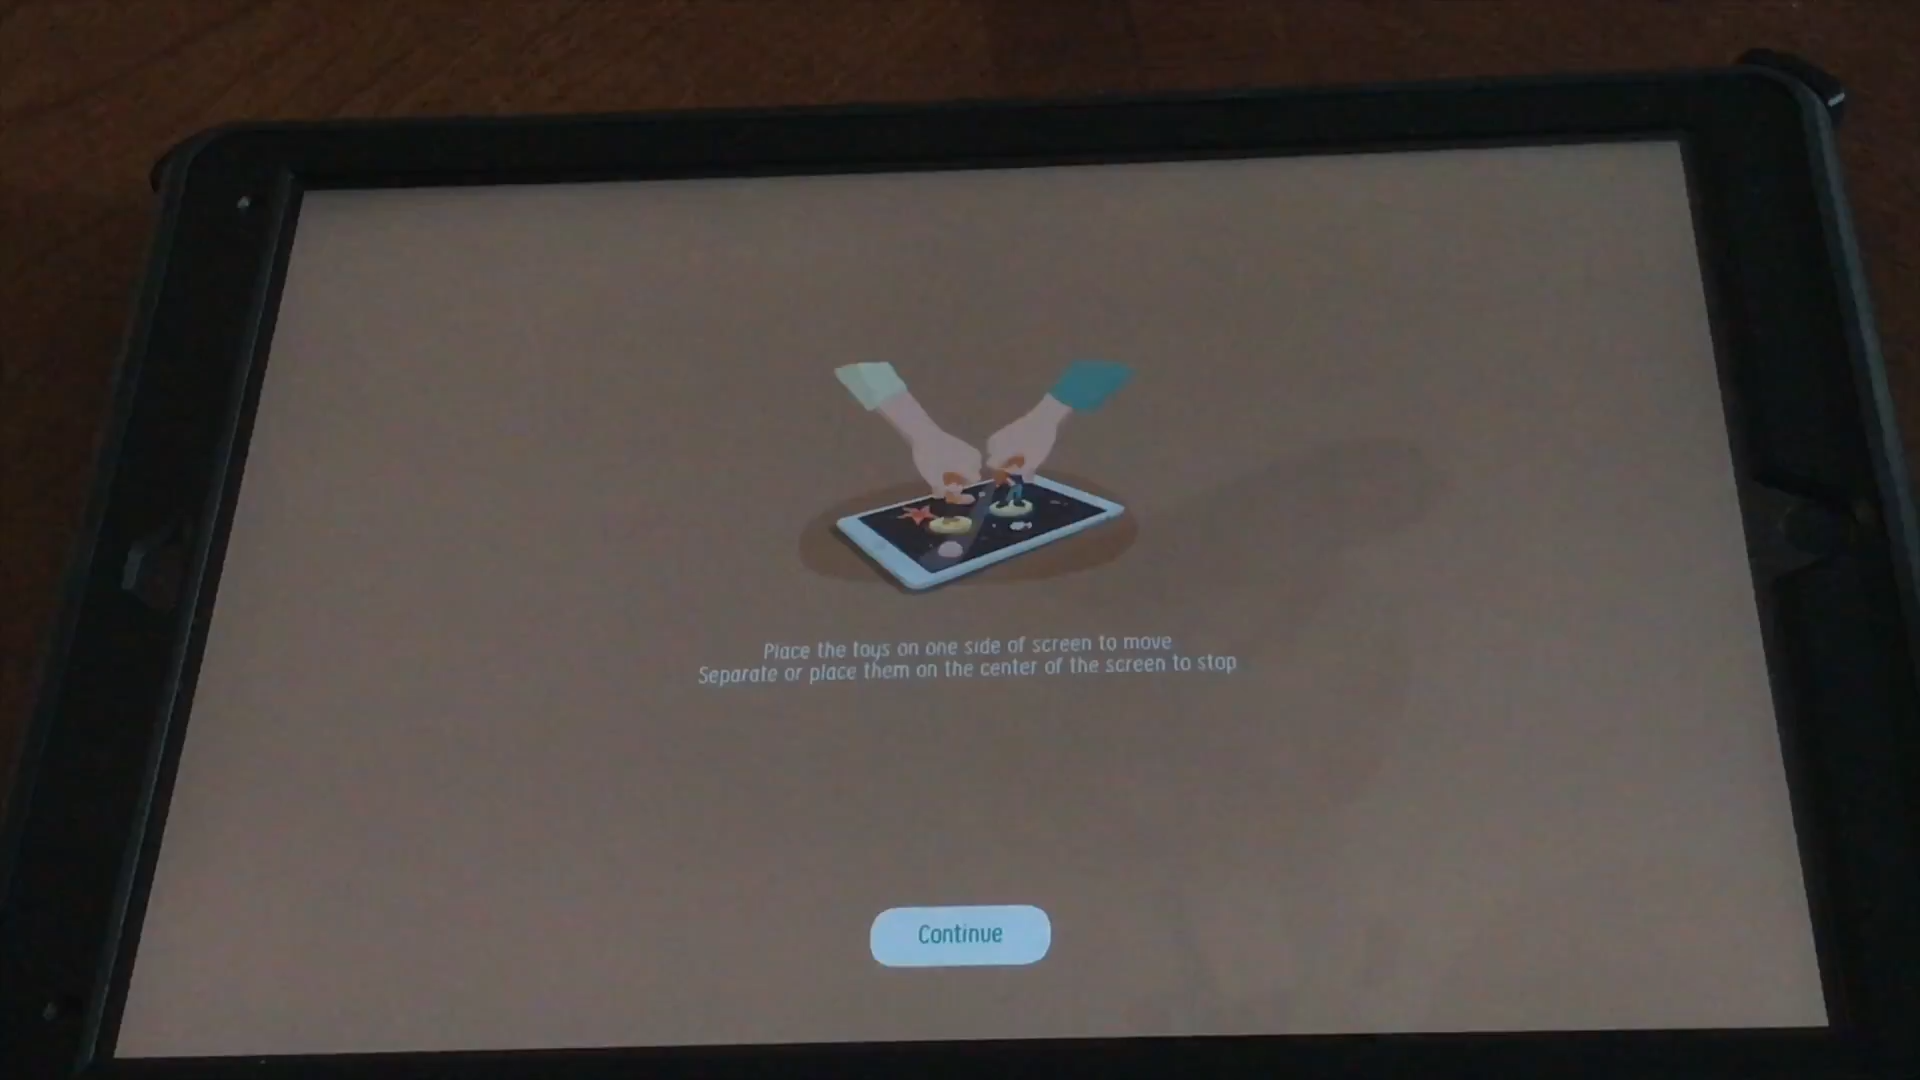 Place the toys on one side of screen to move
Separate or place them on the center of the screen to stop
Continue